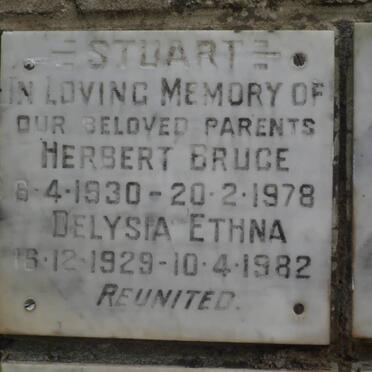 = STUART =
IN LOVING MEMORY OF
OUR BELOVED PARENTS
HERBERT BRUCE
6·4·1930 - 20·2·1978
DELYSIA ETHNA
16·12·1929 - 10·4·1982
REUNITED.